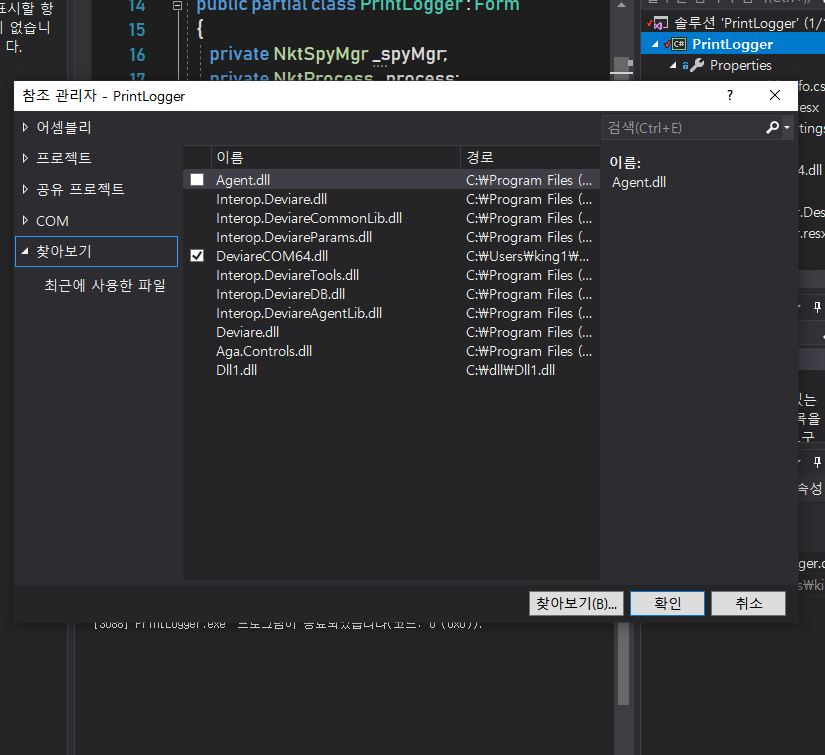 14 public partial class PrintLogger : Form
15 {
16 private NktSpyMgr _spyMgr;
17 private NktProcess _process;
표시할 항
이 없습니
다.
솔루션 'PrintLogger' (1/
PrintLogger
Properties
참조 관리자 - PrintLogger
?
어셈블리
프로젝트
공유 프로젝트
COM
찾아보기
최근에 사용한 파일
이름 경로
Agent.dll C:₩Program Files (...
Interop.Deviare.dll C:₩Program Files (...
Interop.DeviareCommonLib.dll C:₩Program Files (...
Interop.DeviareParams.dll C:₩Program Files (...
DeviareCOM64.dll C:₩Users₩king1₩...
Interop.DeviareTools.dll C:₩Program Files (...
Interop.DeviareDB.dll C:₩Program Files (...
Interop.DeviareAgentLib.dll C:₩Program Files (...
Deviare.dll C:₩Program Files (...
Aga.Controls.dll C:₩Program Files (...
Dll1.dll C:₩dll₩Dll1.dll
검색(Ctrl+E)
이름:
Agent.dll
찾아보기(B)...
확인
취소
fo.cs
resx
tings
4.dll
r.Des
r.resx
있는
목을
구
속성
ger.c
s₩ki
[3088] PrintLogger.exe' 프로그램이 종료되었습니다(코드: 0 (0x0)).